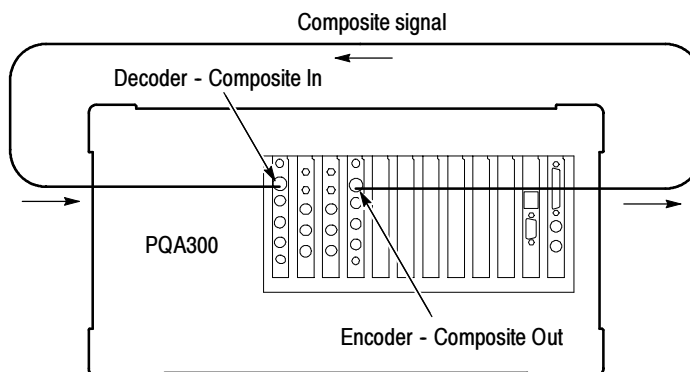 Composite signal
Decoder - Composite In
PQA300
Encoder - Composite Out